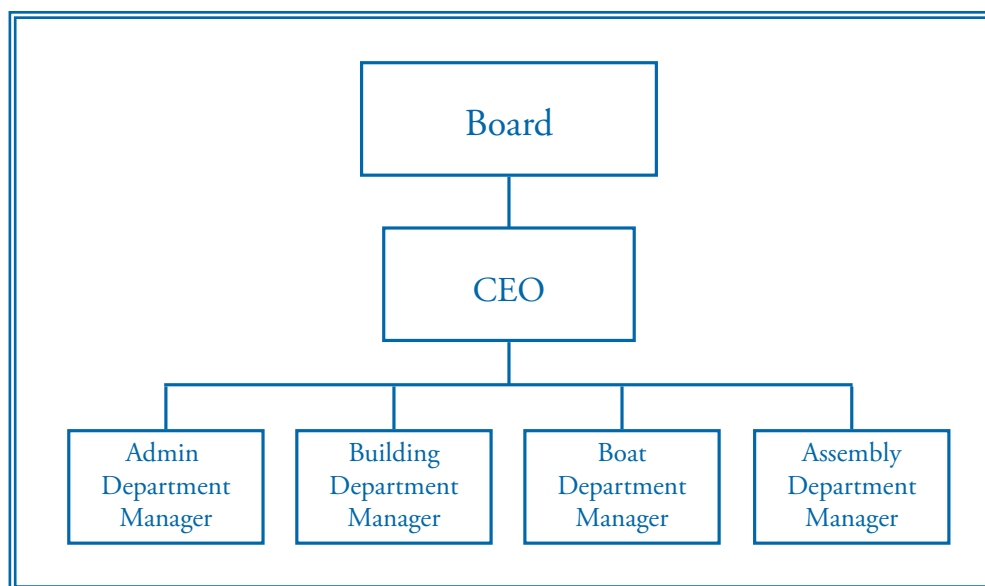 Board
CEO
Admin
Department
Manager
Building
Department
Manager
Boat
Department
Manager
Assembly
Department
Manager